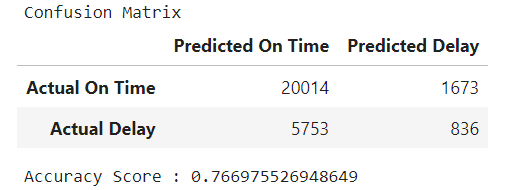 Confusion Matrix
Predicted On Time Predicted Delay
Actual On Time 20014 1673
Actual Delay 5753 836
Accuracy Score : 0.766975526948649